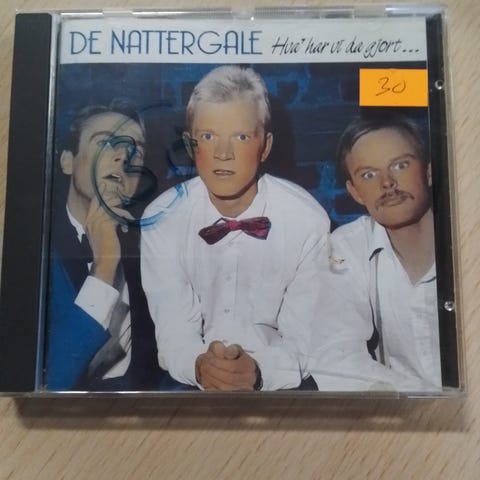 DE NATTERGALE Hva' har vi da gjort...
30